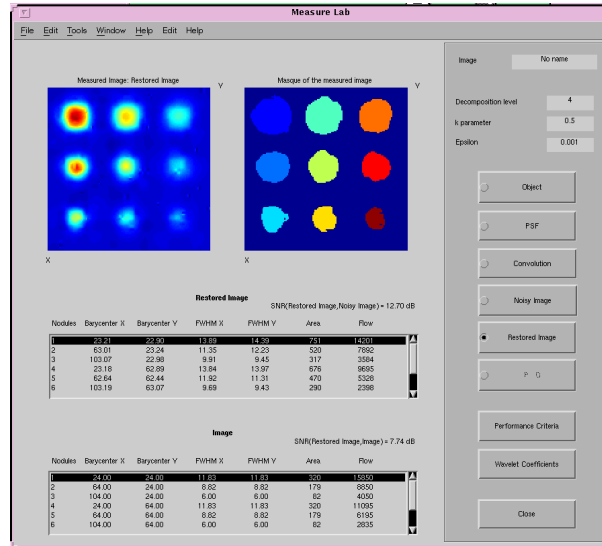 Measure Lab
File Edit Tools Window Help Edit Help
Measured Image: Restored Image
Y
Masque of the measured image
Y
X
X
Image No name
Decomposition level 4
k parameter 0.5
Epsilon 0.001
Object
PSF
Convolution
Noisy Image
Restored Image
Performance Criteria
Wavelet Coefficients
Close
Restored Image
SNR(Restored Image,Noisy Image) = 12.70 dB
Nodules Barycenter X Barycenter Y FWHM X FWHM Y Area Flow
1 23.21 22.90 13.89 14.39 751 14201
2 63.01 23.24 11.35 12.23 520 7892
3 103.07 22.98 9.91 9.45 317 3584
4 23.18 62.89 13.84 13.97 676 9695
5 62.64 62.44 11.92 11.31 470 5328
6 103.19 63.07 9.69 9.43 290 2398
Image
SNR(Restored Image,Image) = 7.74 dB
Nodules Barycenter X Barycenter Y FWHM X FWHM Y Area Flow
1 24.00 24.00 11.83 11.83 320 15850
2 64.00 24.00 8.82 8.82 179 8850
3 104.00 24.00 6.00 6.00 82 4050
4 24.00 64.00 11.83 11.83 320 11095
5 64.00 64.00 8.82 8.82 179 6195
6 104.00 64.00 6.00 6.00 82 2835